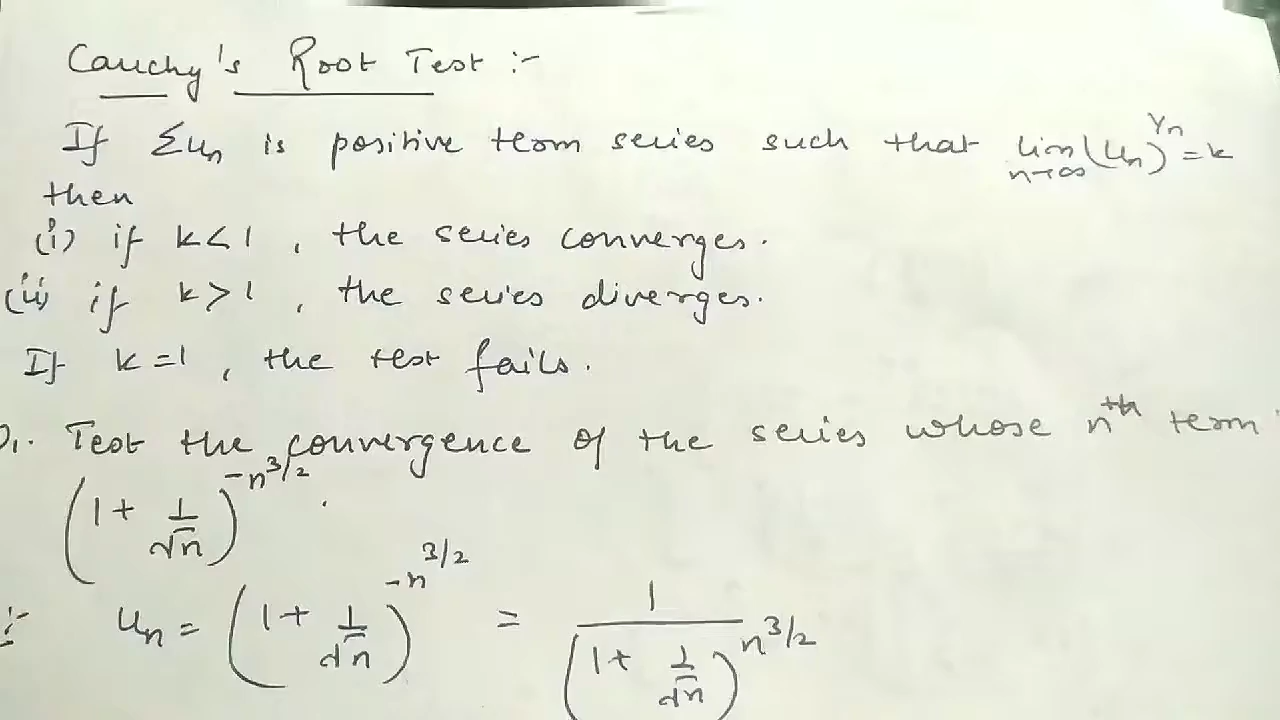 Cauchy's Root Test :-
If Σuₙ is positive term series such that lim n→∞ (uₙ)^1/n = k
then
(i) if k<1, the series converges.
(ii) if k>1, the series diverges.
If k=1, the test fails.
Q1. Test the convergence of the series whose nth term
(1 + 1/√n)^-n^3/2 .
:- uₙ = (1 + 1/√n)^-n^3/2 = 1/(1 + 1/√n)^n^3/2